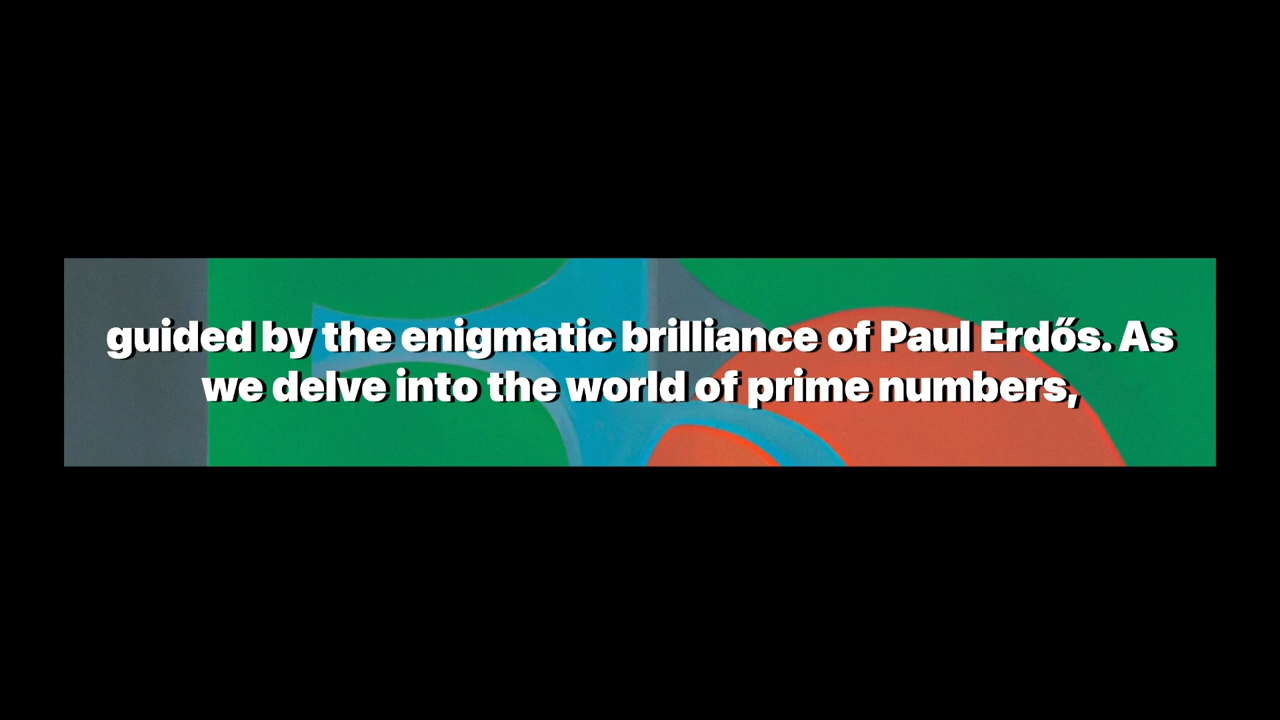 guided by the enigmatic brilliance of Paul Erdős. As
we delve into the world of prime numbers,